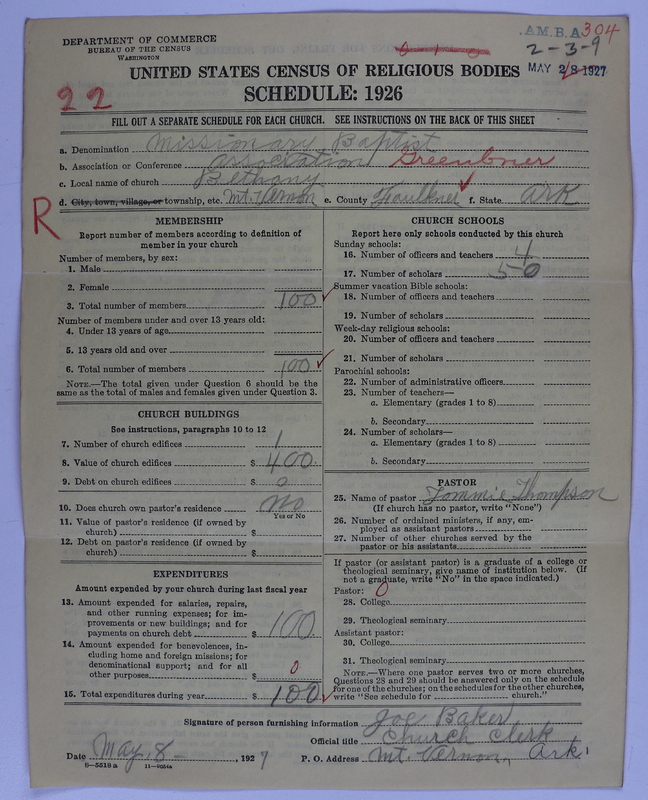 DEPARTMENT OF COMMERCE
BUREAU OF THE CENSUS
WASHINGTON
A.M.B.A 304
2-3-9
MAY 28 1927
UNITED STATES CENSUS OF RELIGIOUS BODIES
SCHEDULE: 1926
22
FILL OUT A SEPARATE SCHEDULE FOR EACH CHURCH. SEE INSTRUCTIONS ON THE BACK OF THIS SHEET
a. Denomination Missionary Baptist
b. Association or Conference Association
c. Local name of church Bethany
d. City, town, village, or township, etc. Mt. Vernon e. County Faulkner f. State Ark
R
MEMBERSHIP
Report number of members according to definition of
member in your church
Number of members, by sex:
1. Male
2. Female
3. Total number of members 100
Number of members under and over 13 years old:
4. Under 13 years of age
5. 13 years old and over
6. Total number of members 100
NOTE.—The total given under Question 6 should be
same as the total of males and females given under Question 3.
CHURCH BUILDINGS
See instructions, paragraphs 10 to 12
7. Number of church edifices 1
8. Value of church edifices $ 400.
9. Debt on church edifices $ 0
10. Does church own pastor's residence No
Yes or No
11. Value of pastor's residence (if owned by
church) $
12. Debt on pastor's residence (if owned by
church) $
EXPENDITURES
Amount expended by your church during last fiscal year
13. Amount expended for salaries, repairs,
and other running expenses; for im-
provements or new buildings; and for
payments on church debt $ 100.
14. Amount expended for benevolences, in-
cluding home and foreign missions; for
denominational support; and for all
other purposes $ 0
15. Total expenditures during year $ 100
CHURCH SCHOOLS
Report here only schools conducted by this church
Sunday schools:
16. Number of officers and teachers 4
17. Number of scholars 50
Summer vacation Bible schools:
18. Number of officers and teachers
19. Number of scholars
Week-day religious schools:
20. Number of officers and teachers
21. Number of scholars
Parochial schools:
22. Number of administrative officers
23. Number of teachers—
a. Elementary (grades 1 to 8)
b. Secondary
24. Number of scholars—
a. Elementary (grades 1 to 8)
b. Secondary
PASTOR
25. Name of pastor Tommie Thompson
(If church has no pastor, write "None")
26. Number of ordained ministers, if any, em-
ployed as assistant pastors
27. Number of other churches served by the
pastor or his assistants
If pastor (or assistant pastor) is a graduate of a college or
theological seminary, give name of institution below. (If
not a graduate, write "No" in the space indicated.)
Pastor: 0
28. College
29. Theological seminary
Assistant pastor:
30. College
31. Theological seminary
NOTE.—Where one pastor serves two or more churches,
Questions 28 and 29 should be answered only on the schedule
for one of the churches; on the schedules for the other churches,
write "See schedule for church."
Signature of person furnishing information Joe Baker
Official title Church Clerk
Date May 8 , 1927 P. O. Address Mt. Vernon, Ark
8-5518 a